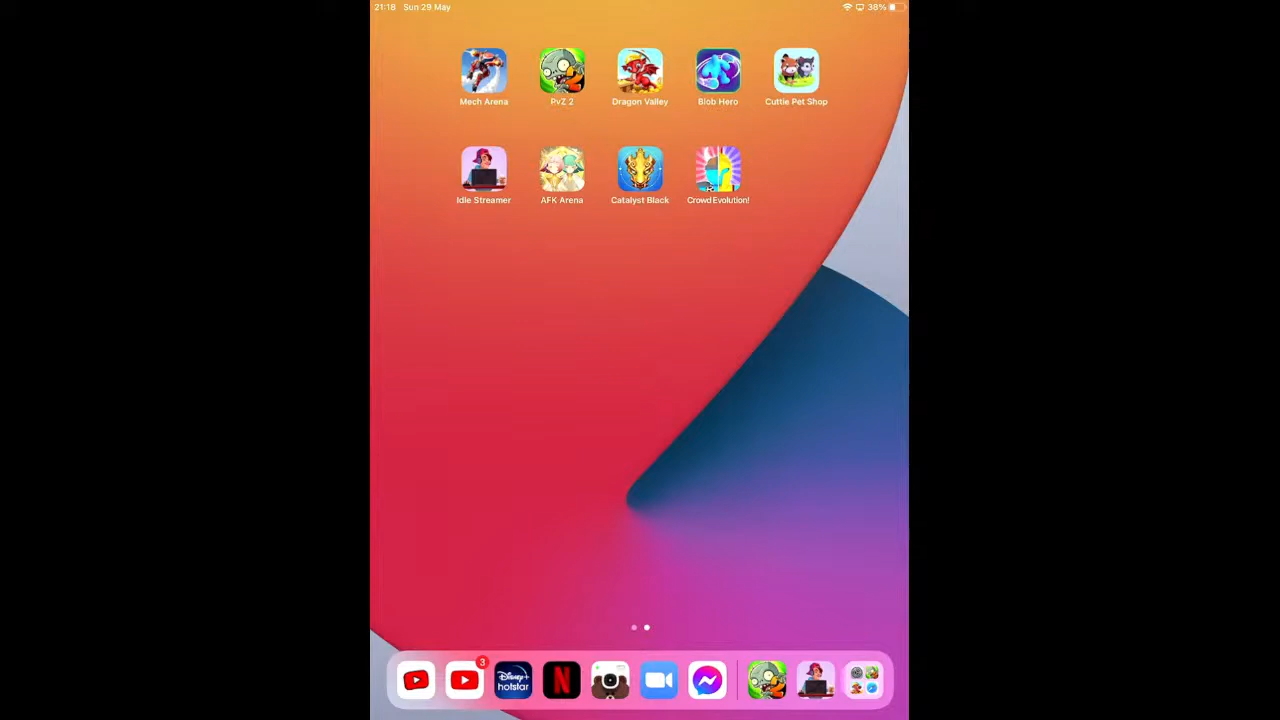 21:18 Sun 29 May 38%
Mech Arena PvZ 2 Dragon Valley Blob Hero Cuttie Pet Shop
Idle Streamer AFK Arena Catalyst Black Crowd Evolution!
3
Disney+
hotstar
N